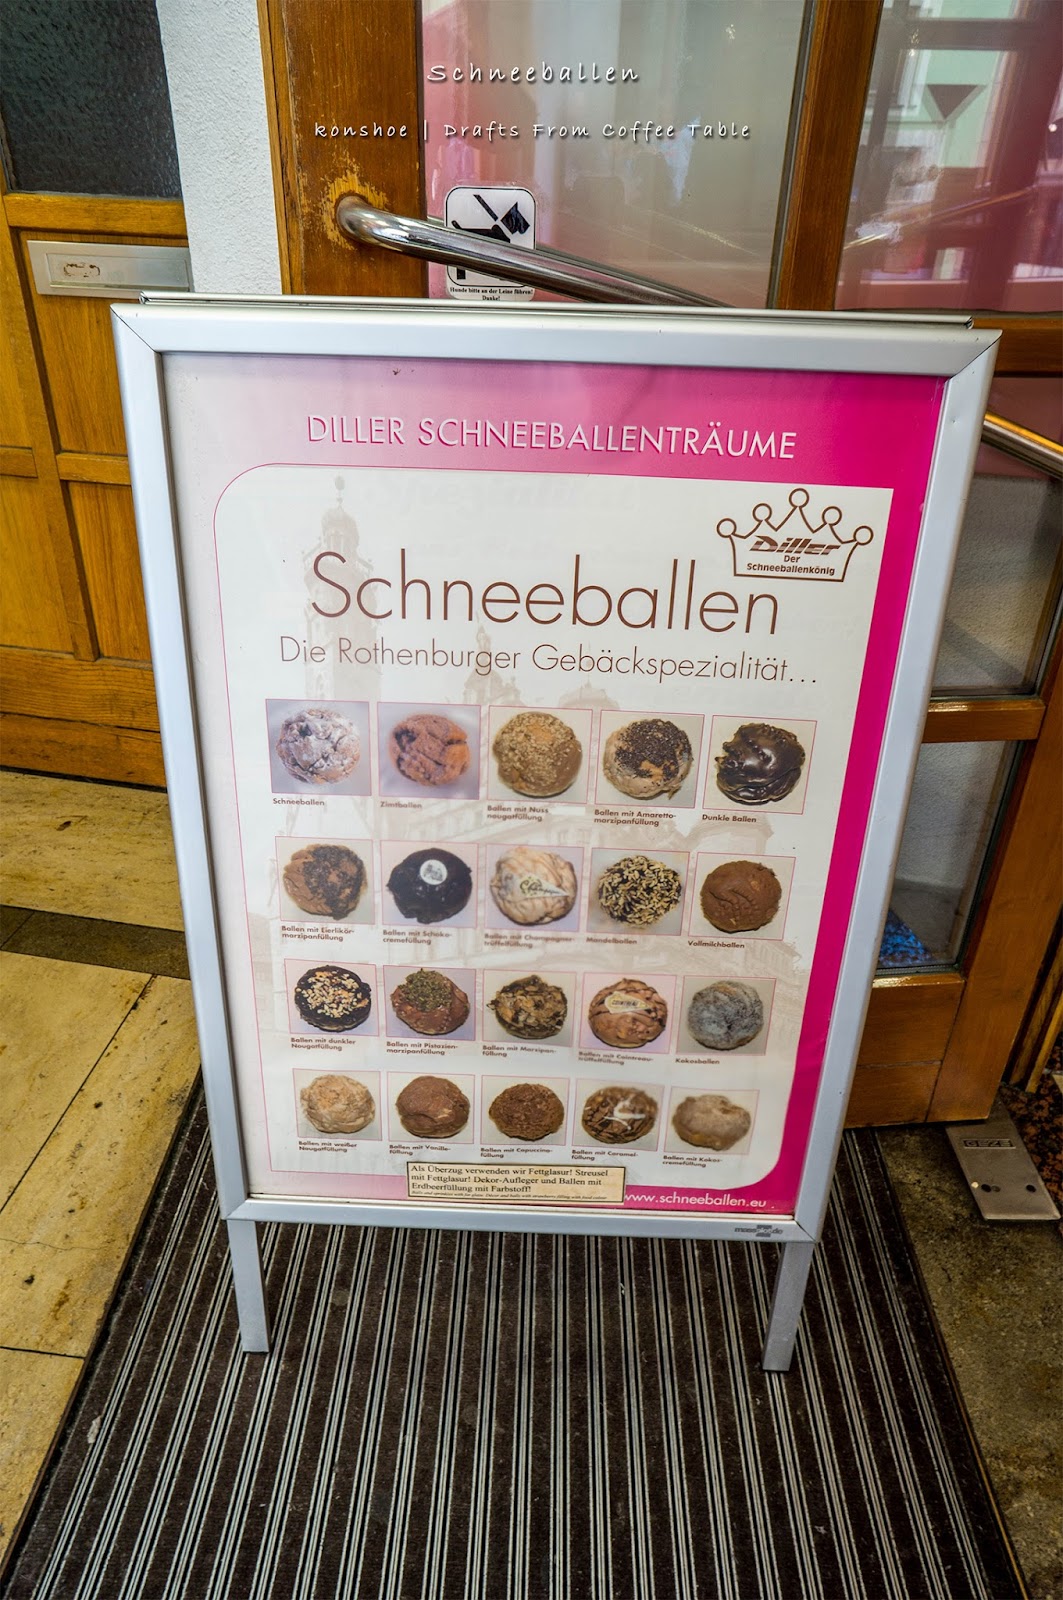 Schneeballen
konshoe | Drafts From Coffee Table
Hunde bitte an der Leine führen!
Danke!
DILLER SCHNEEBALLENTRÄUME
Diller
Der
Schneeballenkönig
Schneeballen
Die Rothenburger Gebäckspezialität...
Schneeballen
Zimtballen
Ballen mit Nuss
nougatfüllung
Ballen mit Amaretto-
marzipanfüllung
Dunkle Ballen
Ballen mit Eierlikör-
marzipanfüllung
Ballen mit Schoko-
cremefüllung
Ballen mit Champagner-
trüffelfüllung
Mandelballen
Vollmilchballen
Ballen mit dunkler
Nougatfüllung
Ballen mit Pistazien-
marzipanfüllung
Ballen mit Marzipan-
füllung
Ballen mit Cointreau-
trüffelfüllung
Kokosballen
Ballen mit weißer
Nougatfüllung
Ballen mit Vanille-
füllung
Ballen mit Capuccino-
füllung
Ballen mit Caramel-
füllung
Ballen mit Kokos-
cremefüllung
Als Überzug verwenden wir Fettglasur! Streusel
mit Fettglasur! Dekor-Aufleger und Ballen mit
Erdbeerfüllung mit Farbstoff!
www.schneeballen.eu
GEZE